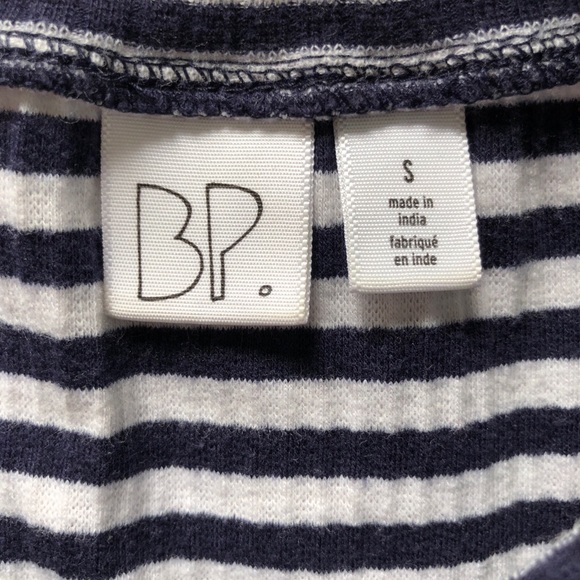 BP.
S
made in
india
fabriqué
en inde